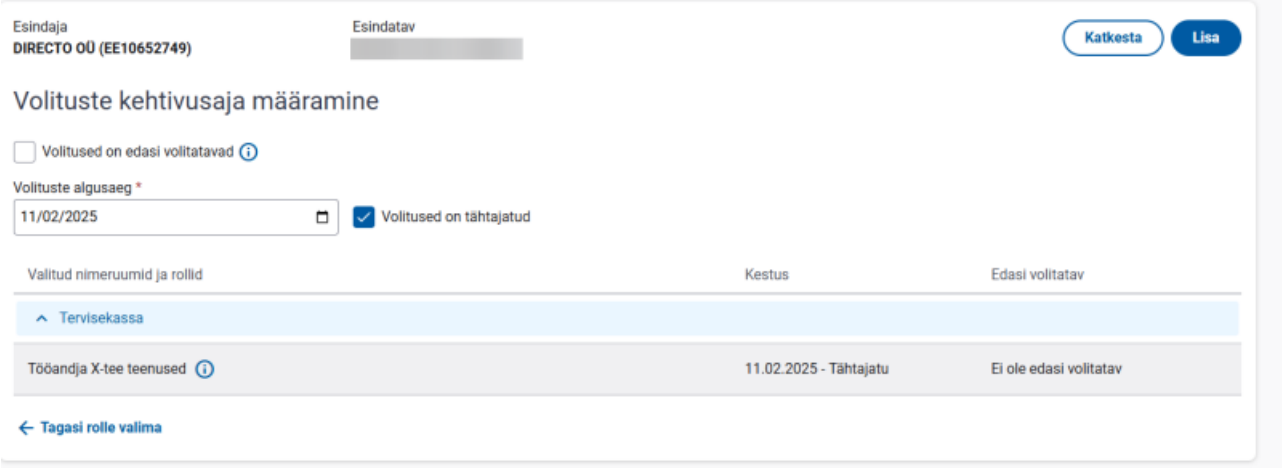 Esindaja
Esindatav
DIRECTO OÜ (EE10652749)
Katkesta
Lisa
Volituste kehtivusaja määramine
Volitused on edasi volitatavad
Volituste algusaeg *
11/02/2025
Volitused on tähtajatud
Valitud nimeruumid ja rollid
Kestus
Edasi volitatav
Tervisekassa
Tööandja X-tee teenused
11.02.2025 - Tähtajatu
Ei ole edasi volitatav
Tagasi rolle valima